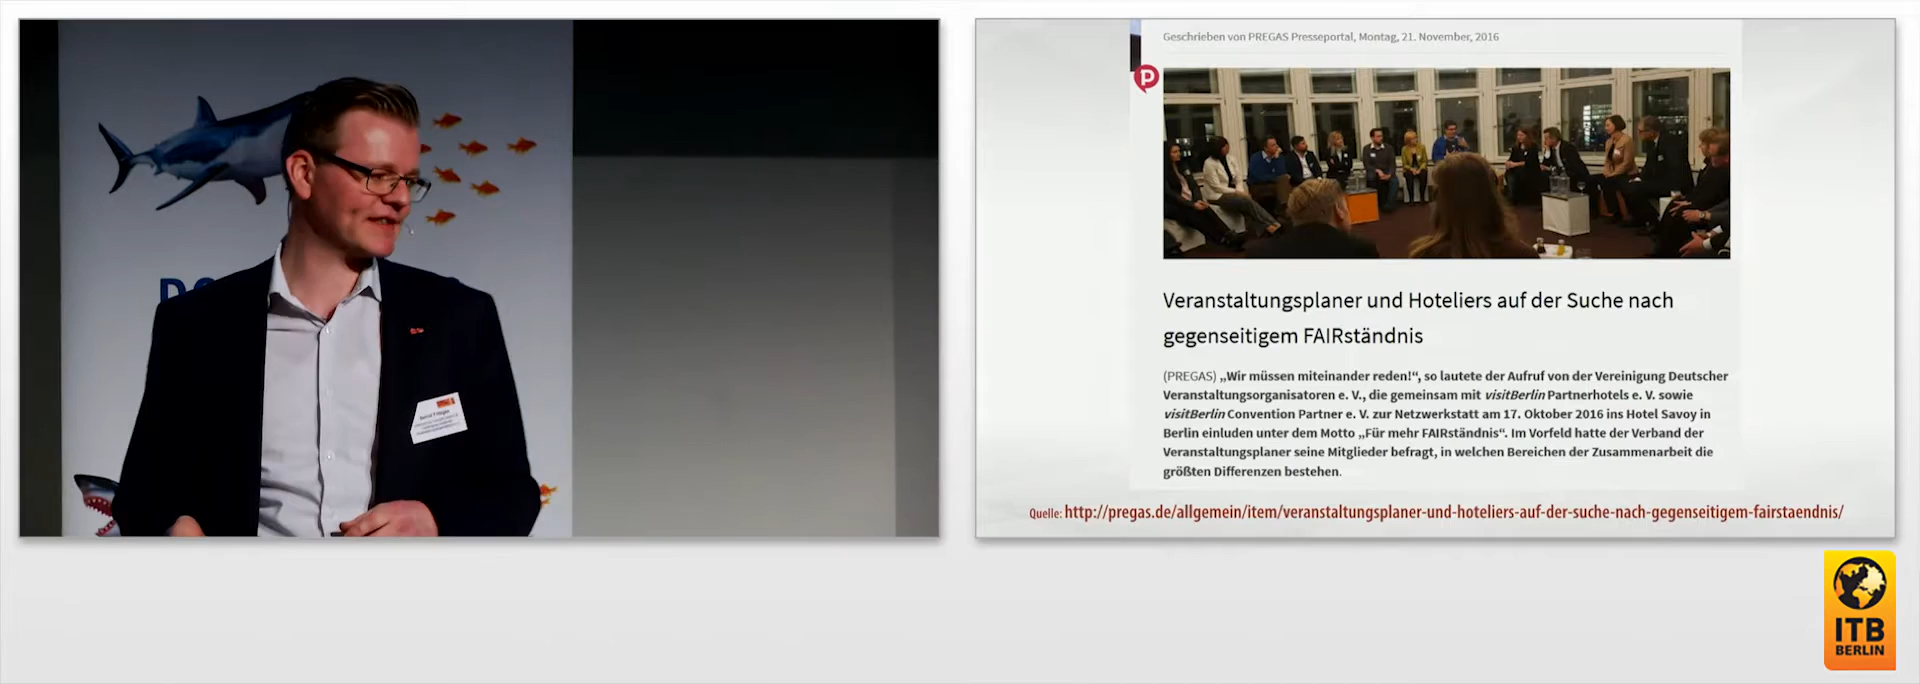 Geschrieben von PREGAS Presseportal, Montag, 21. November, 2016
Veranstaltungsplaner und Hoteliers auf der Suche nach
gegenseitigem FAIRständnis
(PREGAS) „Wir müssen miteinander reden!“, so lautete der Aufruf von der Vereinigung Deutscher
Veranstaltungsorganisatoren e. V., die gemeinsam mit visitBerlin Partnerhotels e. V. sowie
visitBerlin Convention Partner e. V. zur Netzwerkstatt am 17. Oktober 2016 ins Hotel Savoy in
Berlin einluden unter dem Motto „Für mehr FAIRständnis“. Im Vorfeld hatte der Verband der
Veranstaltungsplaner seine Mitglieder befragt, in welchen Bereichen der Zusammenarbeit die
größten Differenzen bestehen.
Quelle: http://pregas.de/allgemein/item/veranstaltungsplaner-und-hoteliers-auf-der-suche-nach-gegenseitigem-fairstaendnis/
ITB
BERLIN